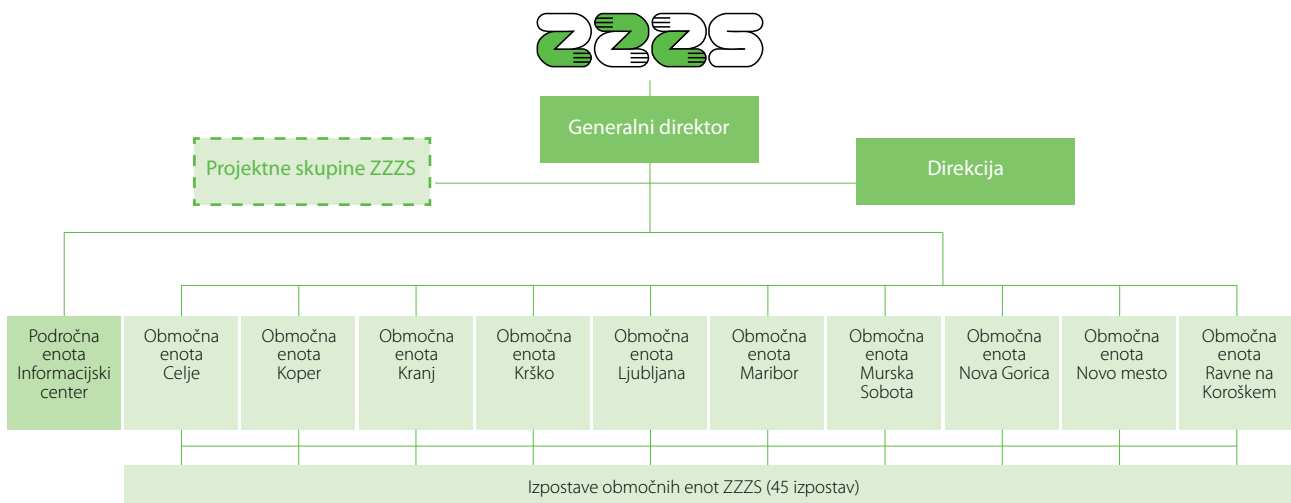 ZZZS
Generalni direktor
Projektne skupine ZZZS
Direkcija
Področna
enota
Informacijski
center
Območna
enota
Celje
Območna
enota
Koper
Območna
enota
Kranj
Območna
enota
Krško
Območna
enota
Ljubljana
Območna
enota
Maribor
Območna
enota
Murska
Sobota
Območna
enota
Nova Gorica
Območna
enota
Novo mesto
Območna
enota
Ravne na
Koroškem
Izpostave območnih enot ZZZS (45 izpostav)